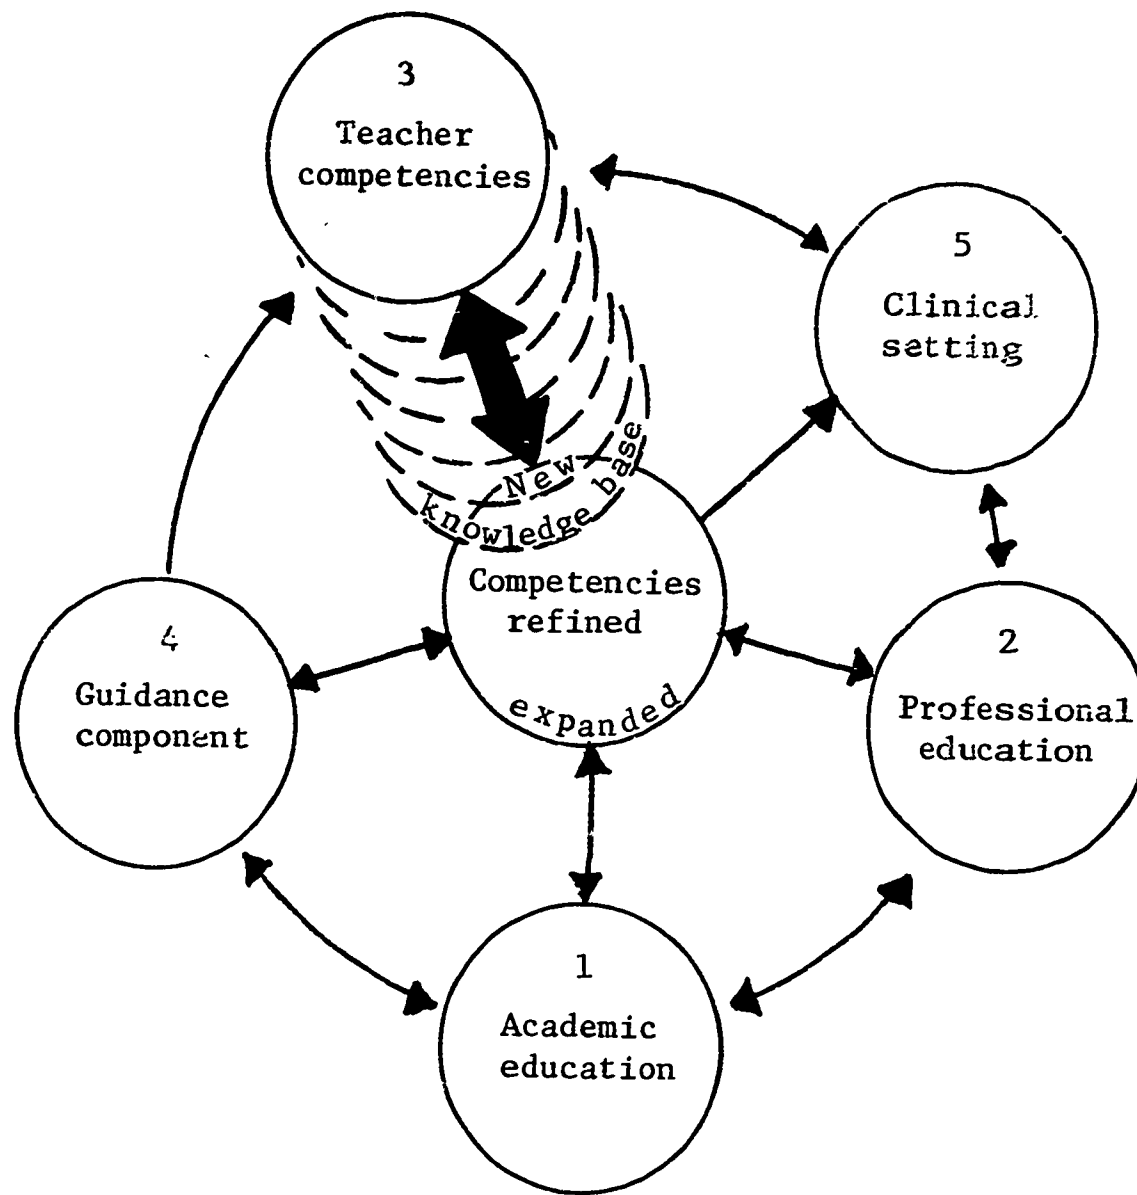 3
Teacher
competencies
5
Clinical
setting
New
knowledge base
Competencies
refined
expanded
4
Guidance
component
2
Professional
education
1
Academic
education